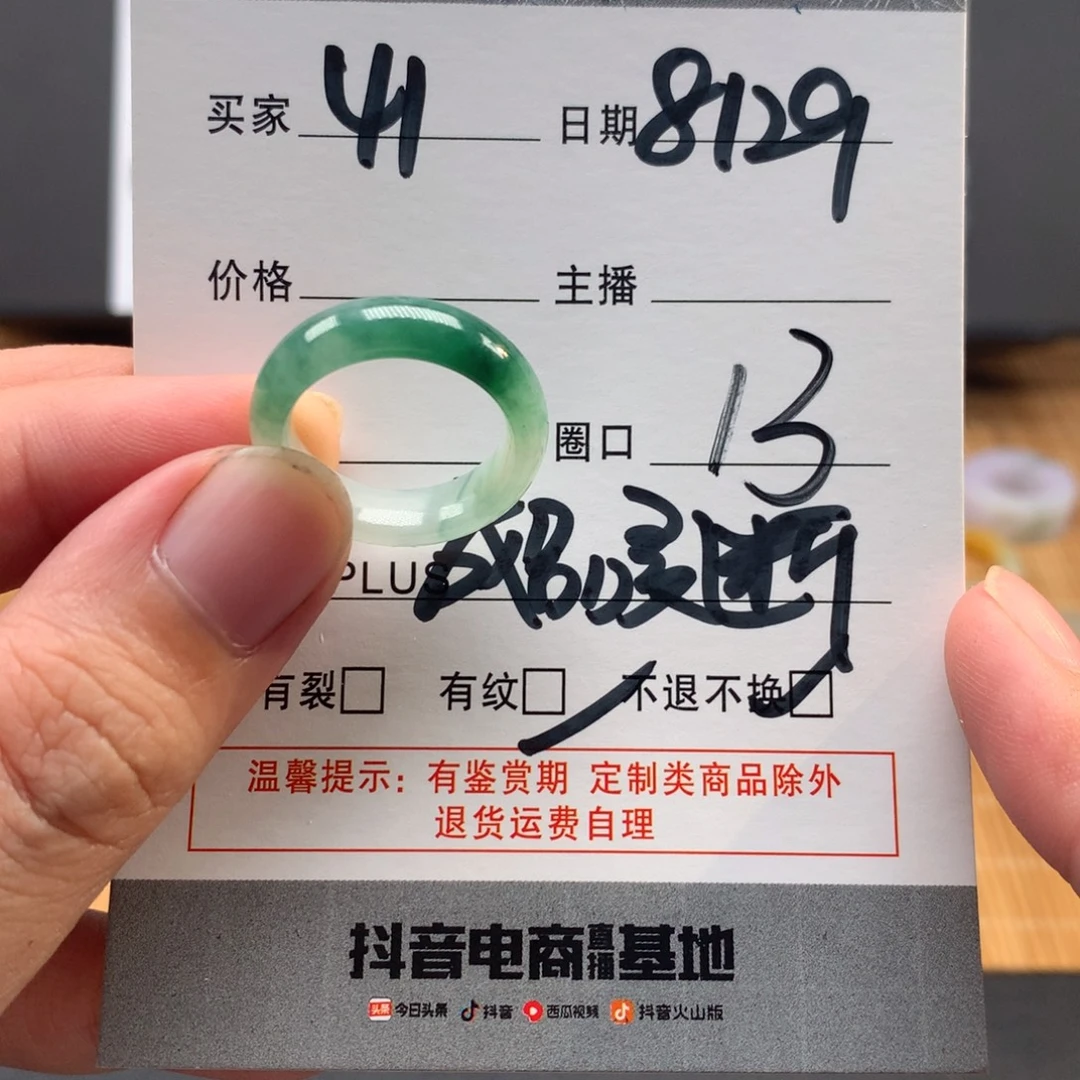 买家 41 日期 8129
价格 主播
圈口 13
PLUS
有裂 有纹 不退不换
温馨提示：有鉴赏期 定制类商品除外
退货运费自理
抖音电商直播基地
头条 今日头条 抖音 西瓜视频 抖音火山版